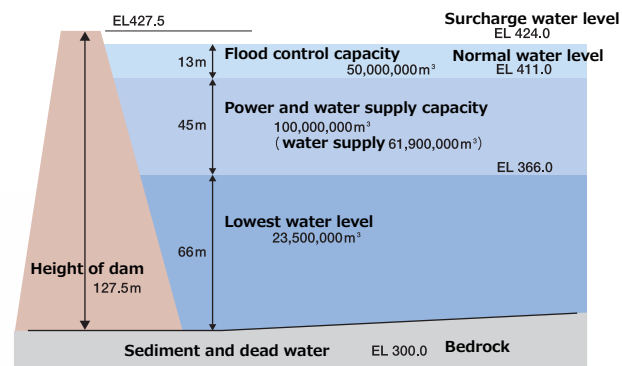 EL427.5
Surcharge water level
EL 424.0
13m
Flood control capacity
50,000,000m³
Normal water level
EL 411.0
45m
Power and water supply capacity
100,000,000m³
(water supply 61,900,000m³)
EL 366.0
66m
Lowest water level
23,500,000m³
Height of dam
127.5m
Sediment and dead water
EL 300.0
Bedrock